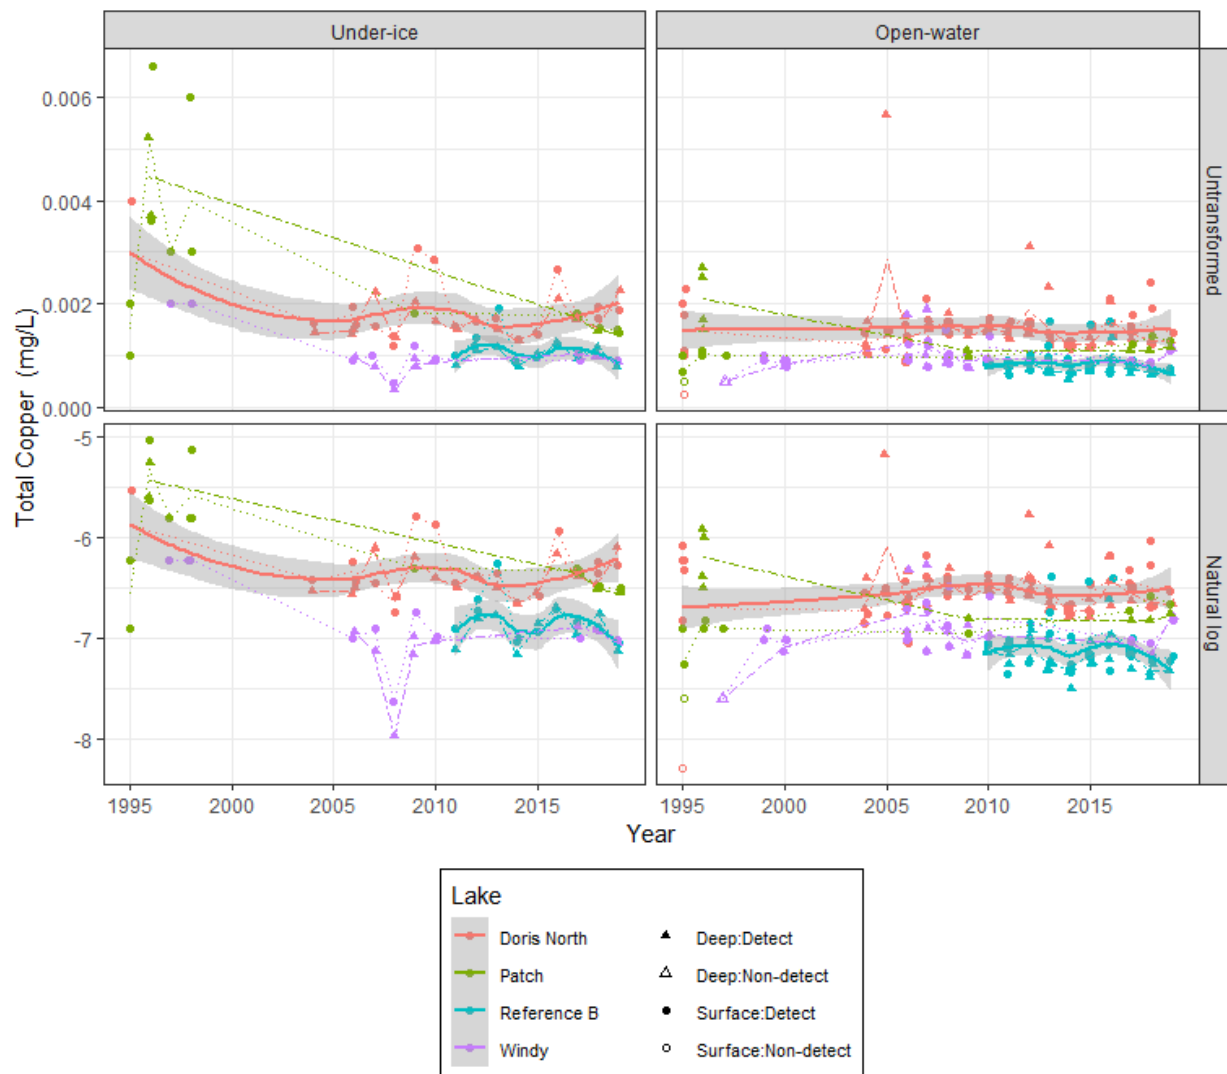 Under-ice
Open-water
Untransformed
0.006
0.004
0.002
0.000
Total Copper (mg/L)
Natural log
-5
-6
-7
-8
1995 2000 2005 2010 2015
1995 2000 2005 2010 2015
Year
Lake
Doris North
Patch
Reference B
Windy
Deep:Detect
Deep:Non-detect
Surface:Detect
Surface:Non-detect